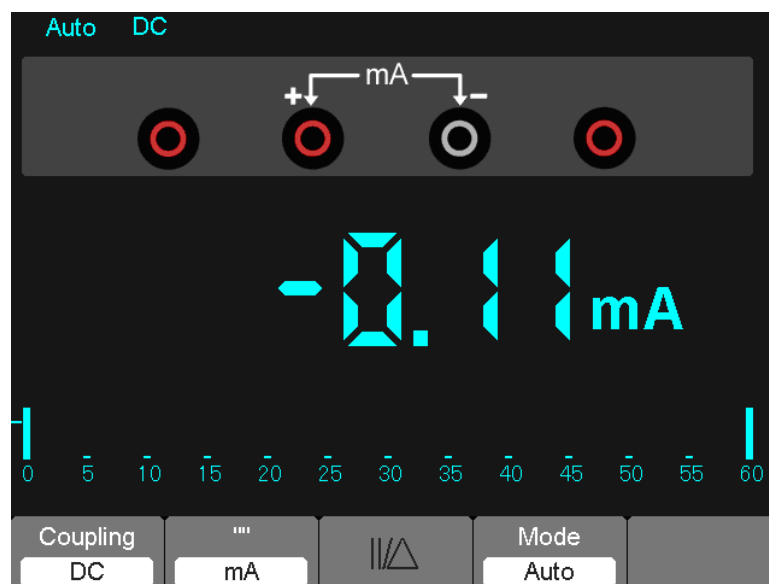 Auto DC
+ mA -
-0.11 mA
0 5 10 15 20 25 30 35 40 45 50 55 60
Coupling "" Mode
DC mA ||/△ Auto